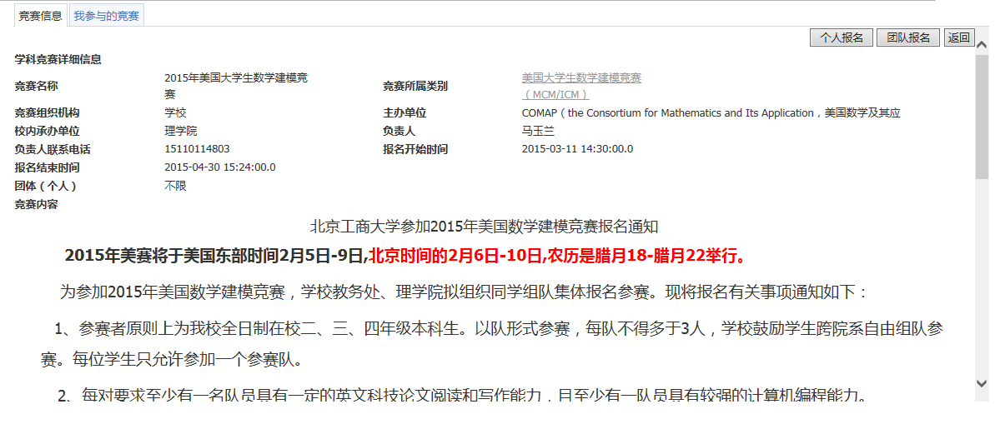 竞赛信息 我参与的竞赛
个人报名 团队报名 返回
学科竞赛详细信息
竞赛名称 2015年美国大学生数学建模竞赛 竞赛所属类别 美国大学生数学建模竞赛（MCM/ICM）
竞赛组织机构 学校 主办单位 COMAP（the Consortium for Mathematics and Its Application，美国数学及其应
校内承办单位 理学院 负责人 马玉兰
负责人联系电话 15110114803 报名开始时间 2015-03-11 14:30:00.0
报名结束时间 2015-04-30 15:24:00.0
团体（个人） 不限
竞赛内容
北京工商大学参加2015年美国数学建模竞赛报名通知
2015年美赛将于美国东部时间2月5日-9日,北京时间的2月6日-10日,农历是腊月18-腊月22举行。
为参加2015年美国数学建模竞赛，学校教务处、理学院拟组织同学组队集体报名参赛。现将报名有关事项通知如下：
1、参赛者原则上为我校全日制在校二、三、四年级本科生。以队形式参赛，每队不得多于3人，学校鼓励学生跨院系自由组队参
赛。每位学生只允许参加一个参赛队。
2、每对要求至少有一名队员具有一定的英文科技论文阅读和写作能力，且至少有一队员具有较强的计算机编程能力。